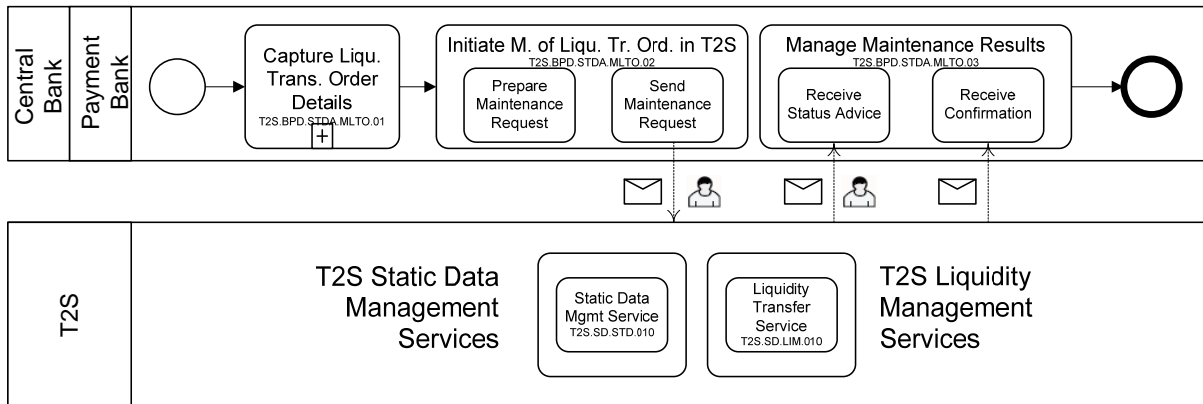 Central
Bank
Payment
Bank
Capture Liqu.
Trans. Order
Details
T2S.BPD.STDA.MLTO.01
+
Initiate M. of Liqu. Tr. Ord. in T2S
T2S.BPD.STDA.MLTO.02
Prepare
Maintenance
Request
Send
Maintenance
Request
Manage Maintenance Results
T2S.BPD.STDA.MLTO.03
Receive
Status Advice
Receive
Confirmation
T2S
T2S Static Data
Management
Services
Static Data
Mgmt Service
T2S.SD.STD.010
Liquidity
Transfer
Service
T2S.SD.LIM.010
T2S Liquidity
Management
Services